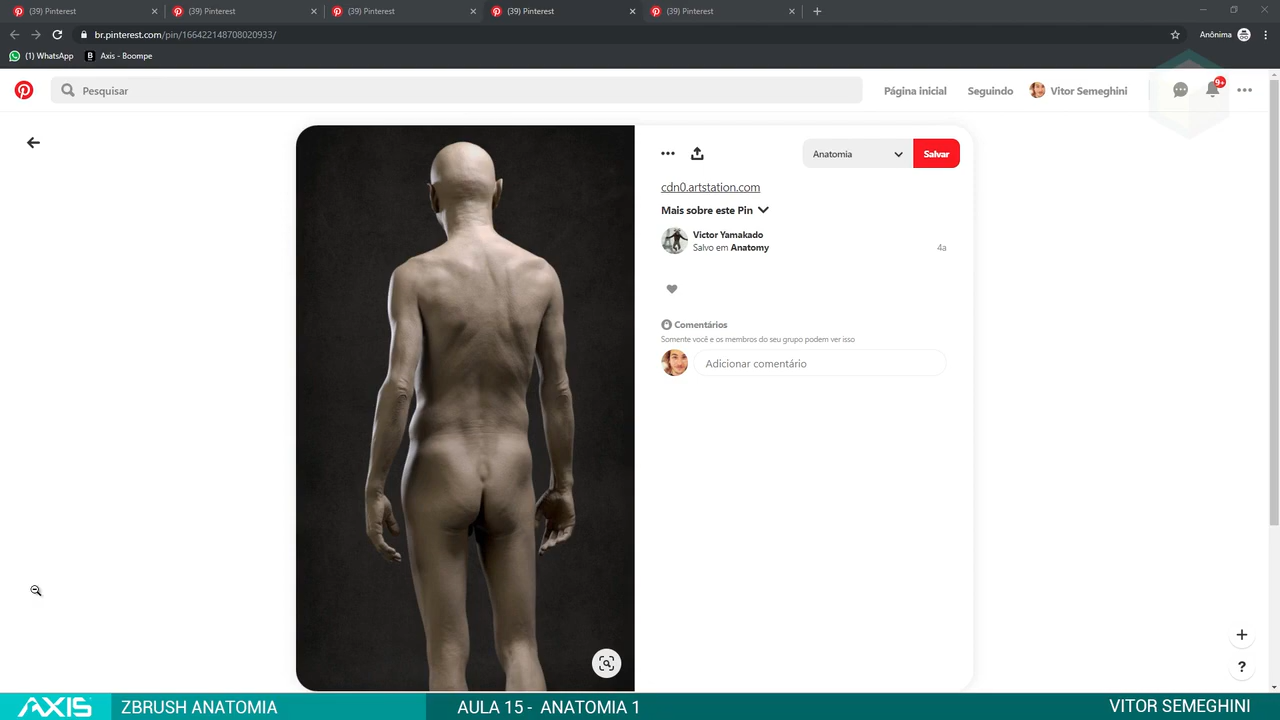 (39) Pinterest
(39) Pinterest
(39) Pinterest
(39) Pinterest
(39) Pinterest
br.pinterest.com/pin/166422148708020933/
Anônima
(1) WhatsApp
Axis - Boompe
Pesquisar
Página inicial
Seguindo
Vitor Semeghini
9+
Anatomia
Salvar
cdn0.artstation.com
Mais sobre este Pin
Victor Yamakado
Salvo em Anatomy
4a
Comentários
Somente você e os membros do seu grupo podem ver isso
Adicionar comentário
?
AXIS
ZBRUSH ANATOMIA
AULA 15 - ANATOMIA 1
VITOR SEMEGHINI